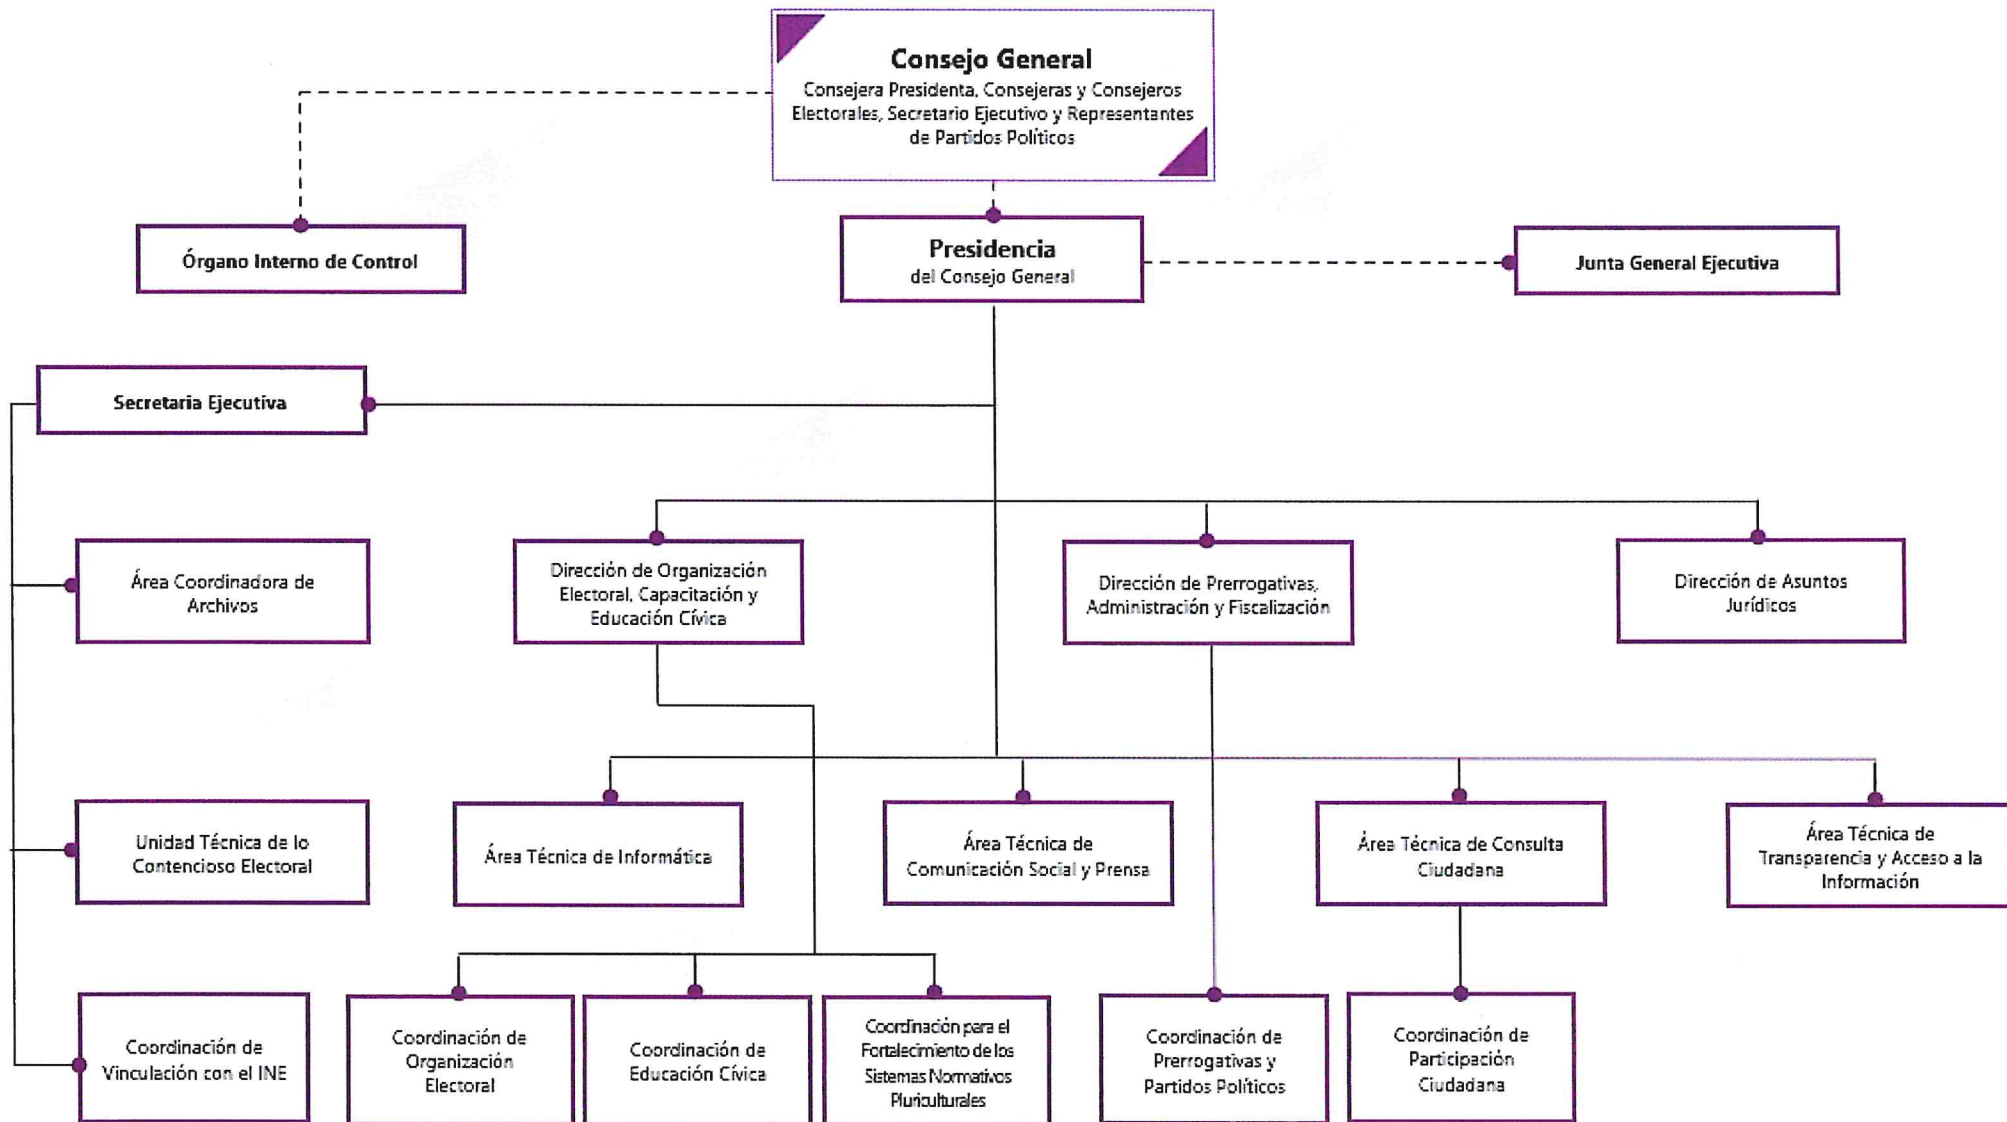 Consejo General
Consejera Presidenta, Consejeras y Consejeros
Electorales, Secretario Ejecutivo y Representantes
de Partidos Políticos
Órgano Interno de Control
Presidencia
del Consejo General
Junta General Ejecutiva
Secretaria Ejecutiva
Área Coordinadora de
Archivos
Dirección de Organización
Electoral, Capacitación y
Educación Cívica
Dirección de Prerrogativas,
Administración y Fiscalización
Dirección de Asuntos
Jurídicos
Unidad Técnica de lo
Contencioso Electoral
Área Técnica de Informática
Área Técnica de
Comunicación Social y Prensa
Área Técnica de Consulta
Ciudadana
Área Técnica de
Transparencia y Acceso a la
Información
Coordinación de
Vinculación con el INE
Coordinación de
Organización
Electoral
Coordinación de
Educación Cívica
Coordinación para el
Fortalecimiento de los
Sistemas Normativos
Pluriculturales
Coordinación de
Prerrogativas y
Partidos Políticos
Coordinación de
Participación
Ciudadana